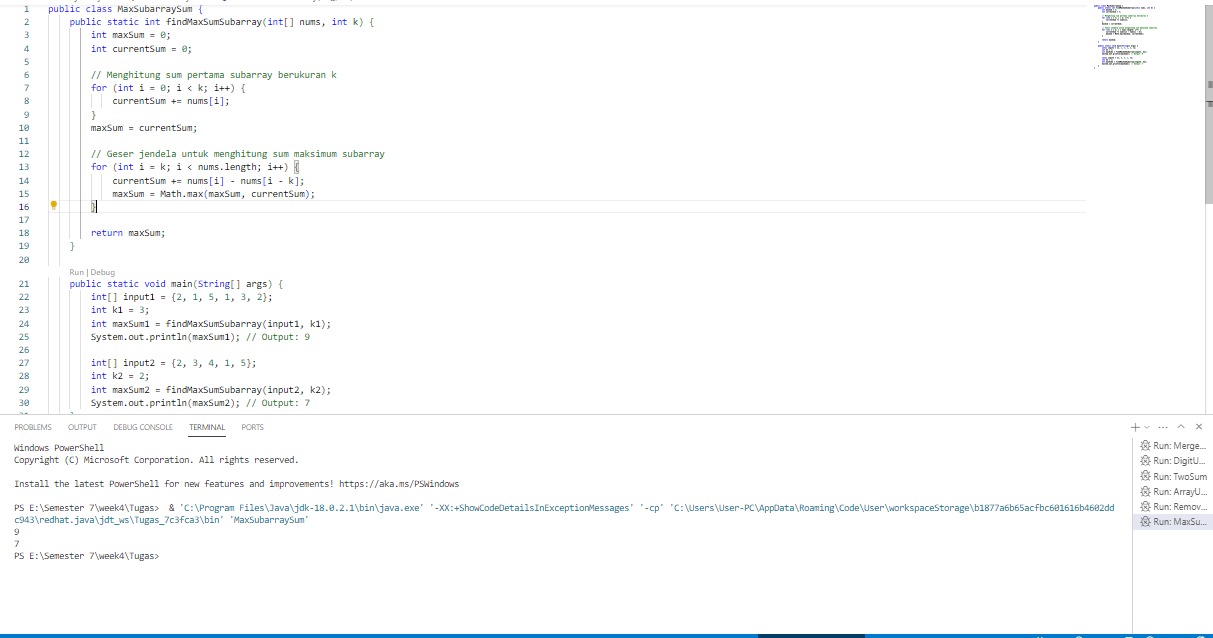 1 public class MaxSubarraySum {
2 public static int findMaxSumSubarray(int[] nums, int k) {
3 int maxSum = 0;
4 int currentSum = 0;
5
6 // Menghitung sum pertama subarray berukuran k
7 for (int i = 0; i < k; i++) {
8 currentSum += nums[i];
9 }
10 maxSum = currentSum;
11
12 // Geser jendela untuk menghitung sum maksimum subarray
13 for (int i = k; i < nums.length; i++) {
14 currentSum += nums[i] - nums[i - k];
15 maxSum = Math.max(maxSum, currentSum);
16 }
17
18 return maxSum;
19 }
20
Run | Debug
21 public static void main(String[] args) {
22 int[] input1 = {2, 1, 5, 1, 3, 2};
23 int k1 = 3;
24 int maxSum1 = findMaxSumSubarray(input1, k1);
25 System.out.println(maxSum1); // Output: 9
26
27 int[] input2 = {2, 3, 4, 1, 5};
28 int k2 = 2;
29 int maxSum2 = findMaxSumSubarray(input2, k2);
30 System.out.println(maxSum2); // Output: 7
PROBLEMS OUTPUT DEBUG CONSOLE TERMINAL PORTS
Windows PowerShell
Copyright (C) Microsoft Corporation. All rights reserved.
Install the latest PowerShell for new features and improvements! https://aka.ms/PSWindows
PS E:\Semester 7\week4\Tugas>  & 'C:\Program Files\Java\jdk-18.0.2.1\bin\java.exe' '-XX:+ShowCodeDetailsInExceptionMessages' '-cp' 'C:\Users\User-PC\AppData\Roaming\Code\User\workspaceStorage\b1877a6b65acfbc601616b4602dd
c943\redhat.java\jdt_ws\Tugas_7c3fca3\bin' 'MaxSubarraySum'
9
7
PS E:\Semester 7\week4\Tugas>
Run: Merge...
Run: DigitU...
Run: TwoSum
Run: ArrayU...
Run: Remov...
Run: MaxSu...